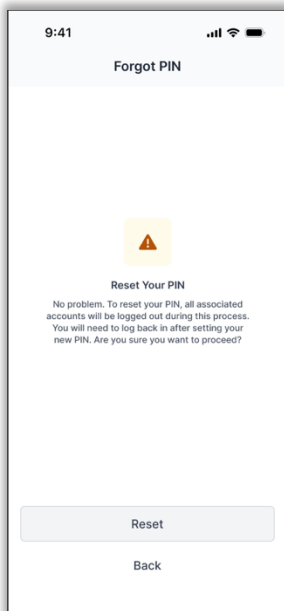 9:41
Forgot PIN
Reset Your PIN
No problem. To reset your PIN, all associated
accounts will be logged out during this process.
You will need to log back in after setting your
new PIN. Are you sure you want to proceed?
Reset
Back